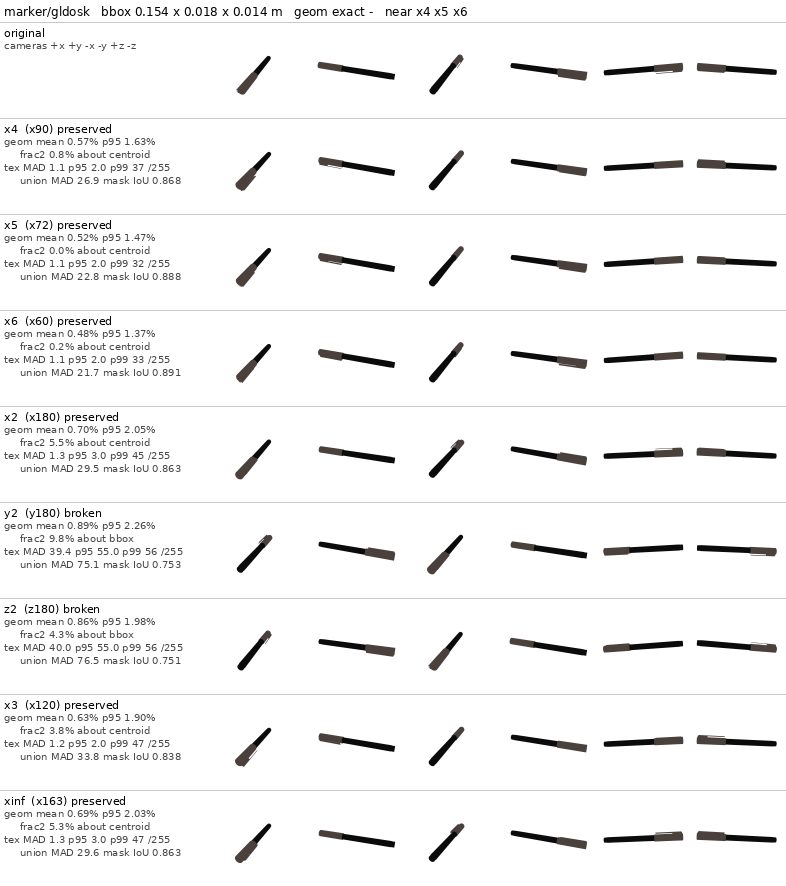 marker/gldosk bbox 0.154 x 0.018 x 0.014 m geom exact - near x4 x5 x6
original
cameras +x +y -x -y +z -z
x4 (x90) preserved
geom mean 0.57% p95 1.63%
frac2 0.8% about centroid
tex MAD 1.1 p95 2.0 p99 37 /255
union MAD 26.9 mask IoU 0.868
x5 (x72) preserved
geom mean 0.52% p95 1.47%
frac2 0.0% about centroid
tex MAD 1.1 p95 2.0 p99 32 /255
union MAD 22.8 mask IoU 0.888
x6 (x60) preserved
geom mean 0.48% p95 1.37%
frac2 0.2% about centroid
tex MAD 1.1 p95 2.0 p99 33 /255
union MAD 21.7 mask IoU 0.891
x2 (x180) preserved
geom mean 0.70% p95 2.05%
frac2 5.5% about centroid
tex MAD 1.3 p95 3.0 p99 45 /255
union MAD 29.5 mask IoU 0.863
y2 (y180) broken
geom mean 0.89% p95 2.26%
frac2 9.8% about bbox
tex MAD 39.4 p95 55.0 p99 56 /255
union MAD 75.1 mask IoU 0.753
z2 (z180) broken
geom mean 0.86% p95 1.98%
frac2 4.3% about bbox
tex MAD 40.0 p95 55.0 p99 56 /255
union MAD 76.5 mask IoU 0.751
x3 (x120) preserved
geom mean 0.63% p95 1.90%
frac2 3.8% about centroid
tex MAD 1.2 p95 2.0 p99 47 /255
union MAD 33.8 mask IoU 0.838
xinf (x163) preserved
geom mean 0.69% p95 2.03%
frac2 5.3% about centroid
tex MAD 1.3 p95 3.0 p99 47 /255
union MAD 29.6 mask IoU 0.863